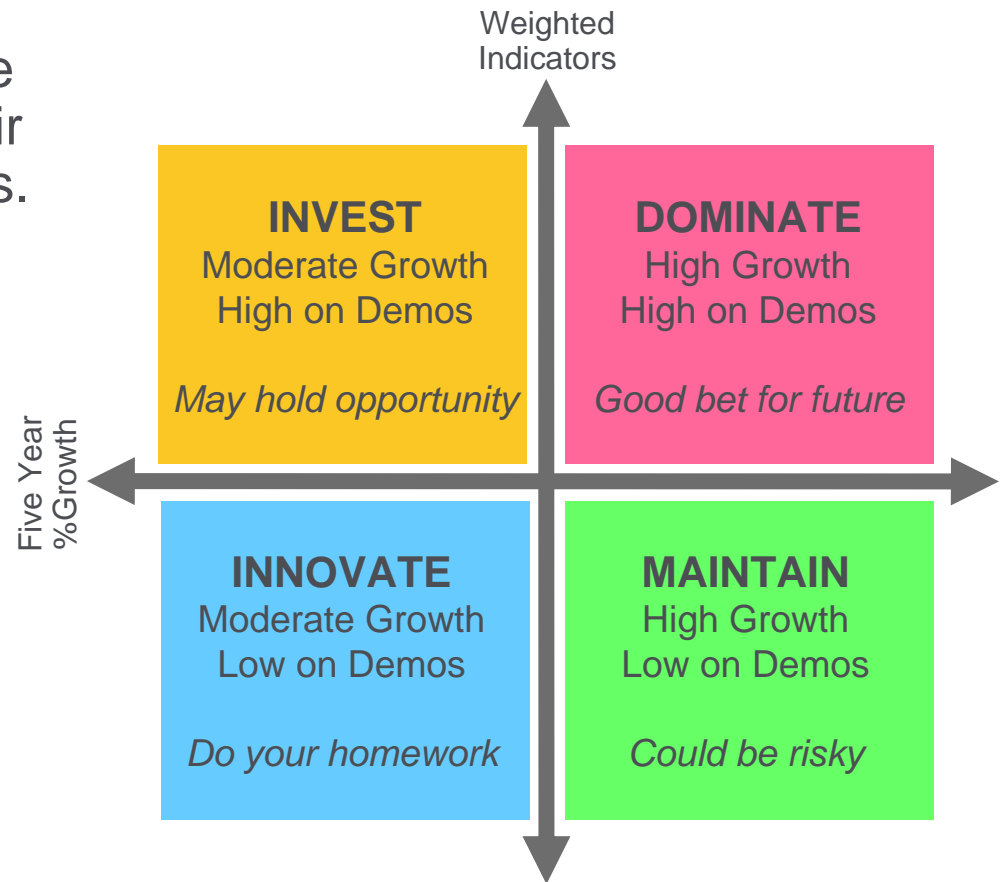 e
ir
s.
Weighted
Indicators
INVEST
Moderate Growth
High on Demos
May hold opportunity
DOMINATE
High Growth
High on Demos
Good bet for future
Five Year
%Growth
INNOVATE
Moderate Growth
Low on Demos
Do your homework
MAINTAIN
High Growth
Low on Demos
Could be risky